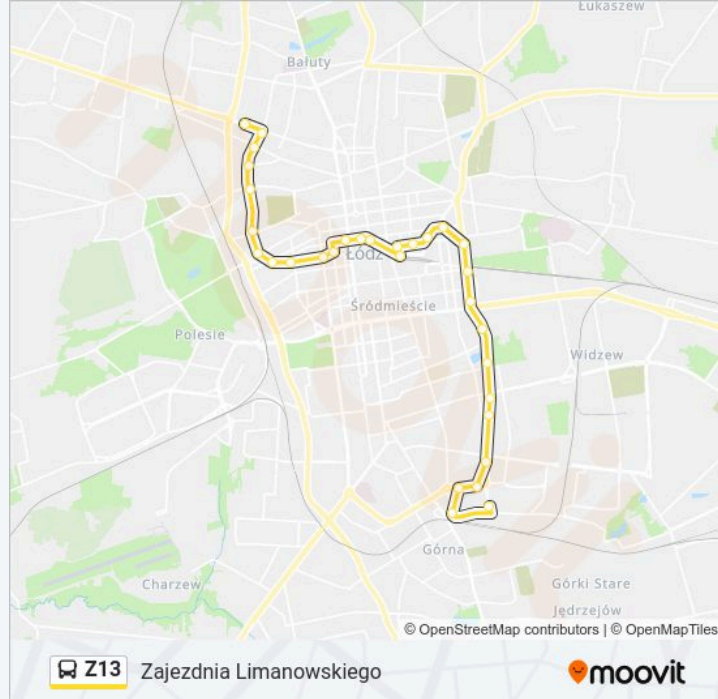 Łukaszew
Bałuty
Łódź
Śródmieście
Polesie
Widzew
Górna
Charzew
Górki Stare
Jędrzejów
© OpenStreetMap contributors | © OpenMapTiles
Z13 Zajezdnia Limanowskiego
moovit